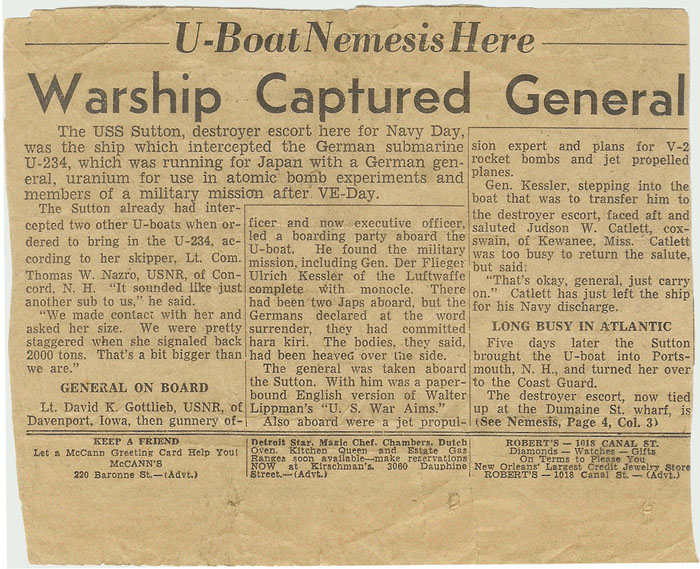 U-Boat Nemesis Here
Warship Captured General
The USS Sutton, destroyer escort here for Navy Day,
was the ship which intercepted the German submarine
U-234, which was running for Japan with a German gen-
eral, uranium for use in atomic bomb experiments and
members of a military mission after VE-Day.
The Sutton already had inter-
cepted two other U-boats when or-
dered to bring in the U-234, ac-
cording to her skipper, Lt. Com.
Thomas W. Nazro, USNR, of Con-
cord, N. H. "It sounded like just
another sub to us," he said.
"We made contact with her and
asked her size. We were pretty
staggered when she signaled back
2000 tons. That's a bit bigger than
we are."
GENERAL ON BOARD
Lt. David K. Gottlieb, USNR, of
Davenport, Iowa, then gunnery of-
ficer and now executive officer,
led a boarding party aboard the
U-boat. He found the military
mission, including Gen. Der Flieger
Ulrich Kessler of the Luftwaffe
complete with monocle. There
had been two Japs aboard, but the
Germans declared at the word
surrender, they had committed
hara kiri. The bodies, they said,
had been heaved over the side.
The general was taken aboard
the Sutton. With him was a paper-
bound English version of Walter
Lippman's "U. S. War Aims."
Also aboard were a jet propul-
sion expert and plans for V-2
rocket bombs and jet propelled
planes.
Gen. Kessler, stepping into the
boat that was to transfer him to
the destroyer escort, faced aft and
saluted Judson W. Catlett, cox-
swain, of Kewanee, Miss. Catlett
was too busy to return the salute,
but said:
"That's okay, general, just carry
on." Catlett has just left the ship
for his Navy discharge.
LONG BUSY IN ATLANTIC
Five days later the Sutton
brought the U-boat into Ports-
mouth, N. H., and turned her over
to the Coast Guard.
The destroyer escort, now tied
up at the Dumaine St. wharf, is
(See Nemesis, Page 4, Col. 3)
KEEP A FRIEND
Let a McCann Greeting Card Help You!
McCANN'S
220 Baronne St.—(Advt.)
Detroit Star, Magic Chef, Chambers, Dutch
Oven, Kitchen Queen and Estate Gas
Ranges soon available—make reservations
NOW at Kirschman's, 3060 Dauphine
Street.—(Advt.)
ROBERT'S — 1018 CANAL ST.
Diamonds — Watches — Gifts
On Terms to Please You
New Orleans' Largest Credit Jewelry Store
ROBERT'S — 1018 Canal St. — (Advt.)